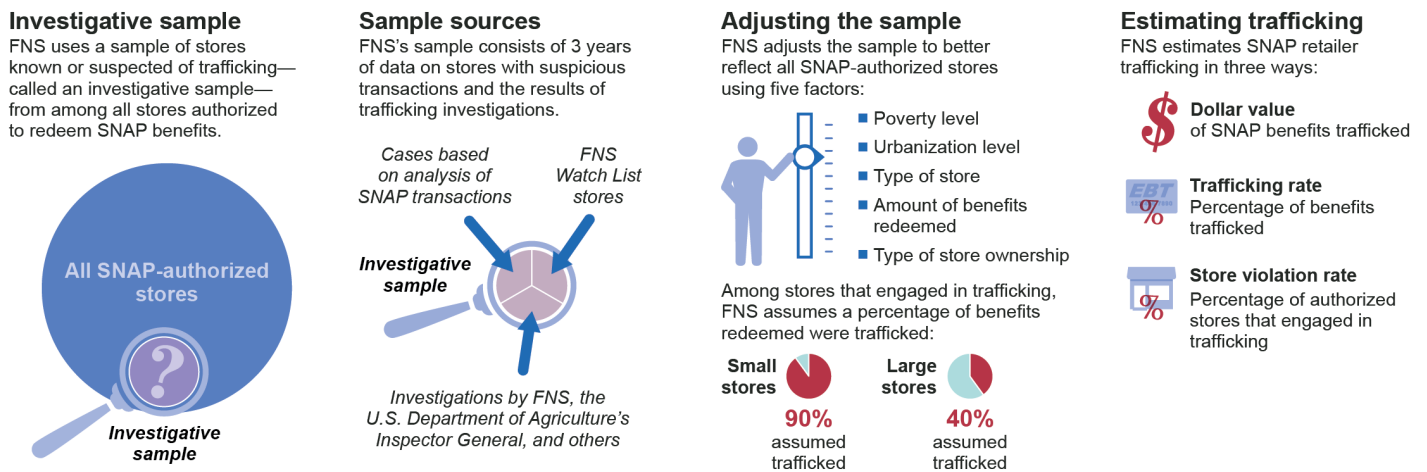 Investigative sample
FNS uses a sample of stores
known or suspected of trafficking—
called an investigative sample—
from among all stores authorized
to redeem SNAP benefits.
All SNAP-authorized
stores
?
Investigative
sample
Sample sources
FNS's sample consists of 3 years
of data on stores with suspicious
transactions and the results of
trafficking investigations.
Cases based
on analysis of
SNAP transactions
FNS
Watch List
stores
Investigative
sample
Investigations by FNS, the
U.S. Department of Agriculture's
Inspector General, and others
Adjusting the sample
FNS adjusts the sample to better
reflect all SNAP-authorized stores
using five factors:
Poverty level
Urbanization level
Type of store
Amount of benefits
redeemed
Type of store ownership
Among stores that engaged in trafficking,
FNS assumes a percentage of benefits
redeemed were trafficked:
Small
stores
90%
assumed
trafficked
Large
stores
40%
assumed
trafficked
Estimating trafficking
FNS estimates SNAP retailer
trafficking in three ways:
$
Dollar value
of SNAP benefits trafficked
EBT
%
Trafficking rate
Percentage of benefits
trafficked
%
Store violation rate
Percentage of authorized
stores that engaged in
trafficking